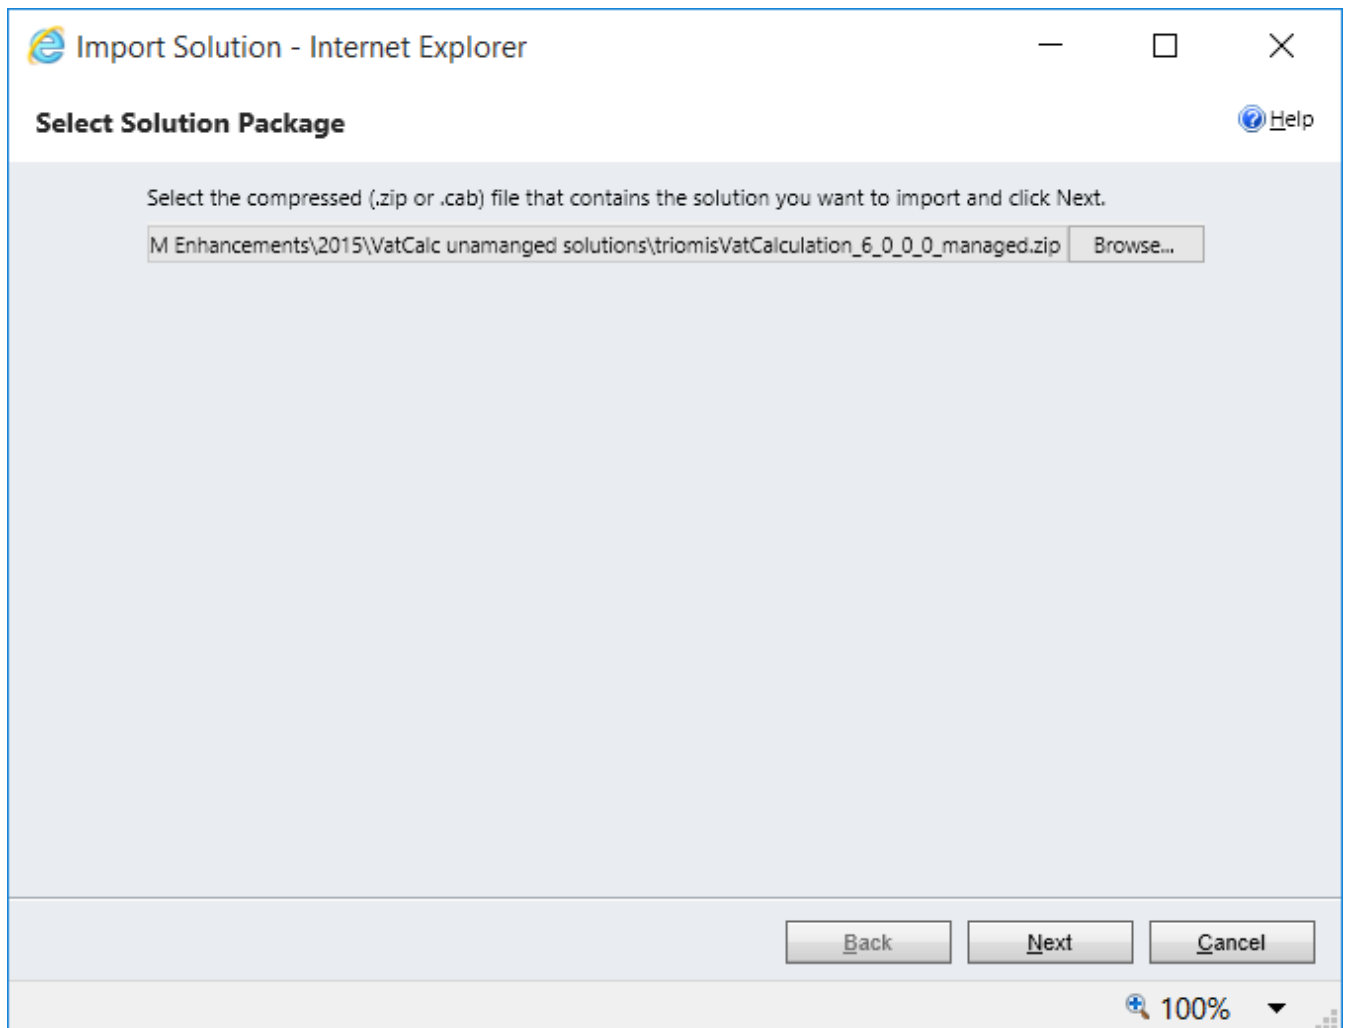 Import Solution - Internet Explorer
Select Solution Package
Help
Select the compressed (.zip or .cab) file that contains the solution you want to import and click Next.
M Enhancements\2015\VatCalc unamanged solutions\triomisVatCalculation_6_0_0_0_managed.zip Browse...
Back Next Cancel
100%